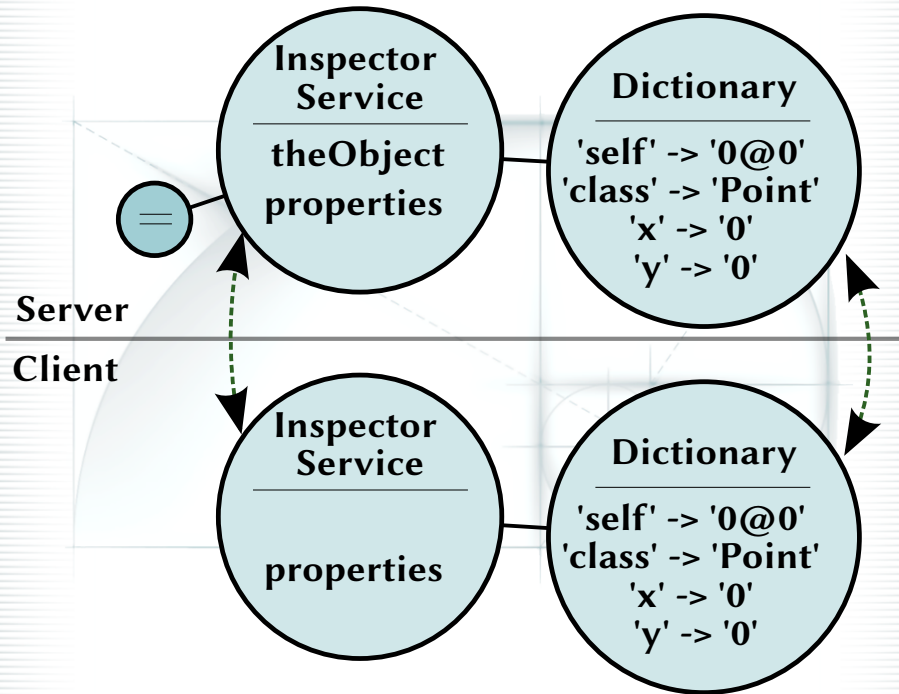 Inspector
Service
theObject
properties
Dictionary
'self' -> '0@0'
'class' -> 'Point'
'x' -> '0'
'y' -> '0'
=
Server
Client
Inspector
Service
properties
Dictionary
'self' -> '0@0'
'class' -> 'Point'
'x' -> '0'
'y' -> '0'